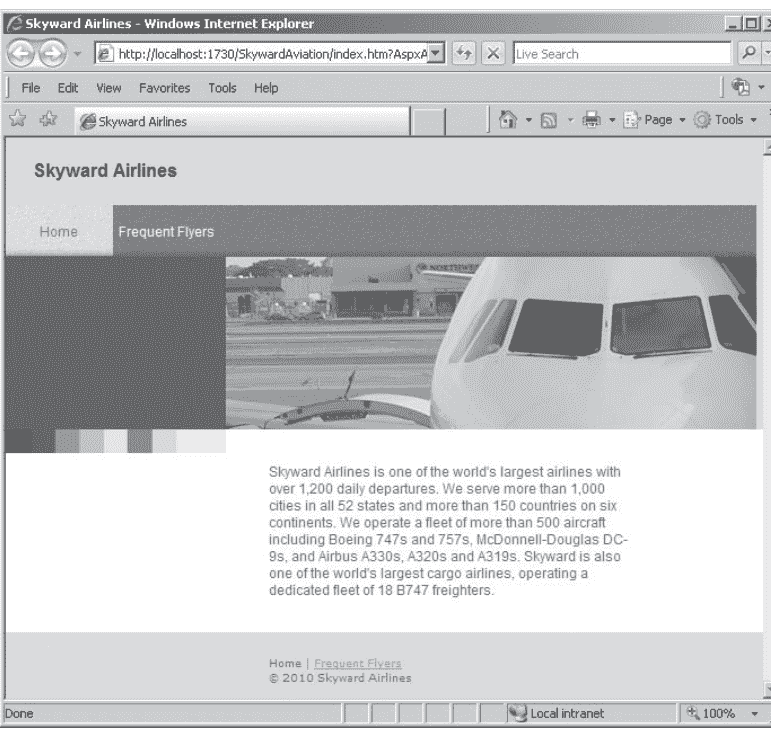 Skyward Airlines - Windows Internet Explorer
http://localhost:1730/SkywardAviation/index.htm?AspxA
Live Search
File Edit View Favorites Tools Help
Skyward Airlines
Page Tools
Skyward Airlines
Home Frequent Flyers
NORTHWEST
Skyward Airlines is one of the world's largest airlines with
over 1,200 daily departures. We serve more than 1,000
cities in all 52 states and more than 150 countries on six
continents. We operate a fleet of more than 500 aircraft
including Boeing 747s and 757s, McDonnell-Douglas DC-
9s, and Airbus A330s, A320s and A319s. Skyward is also
one of the world's largest cargo airlines, operating a
dedicated fleet of 18 B747 freighters.
Home | Frequent Flyers
© 2010 Skyward Airlines
Done Local intranet 100%